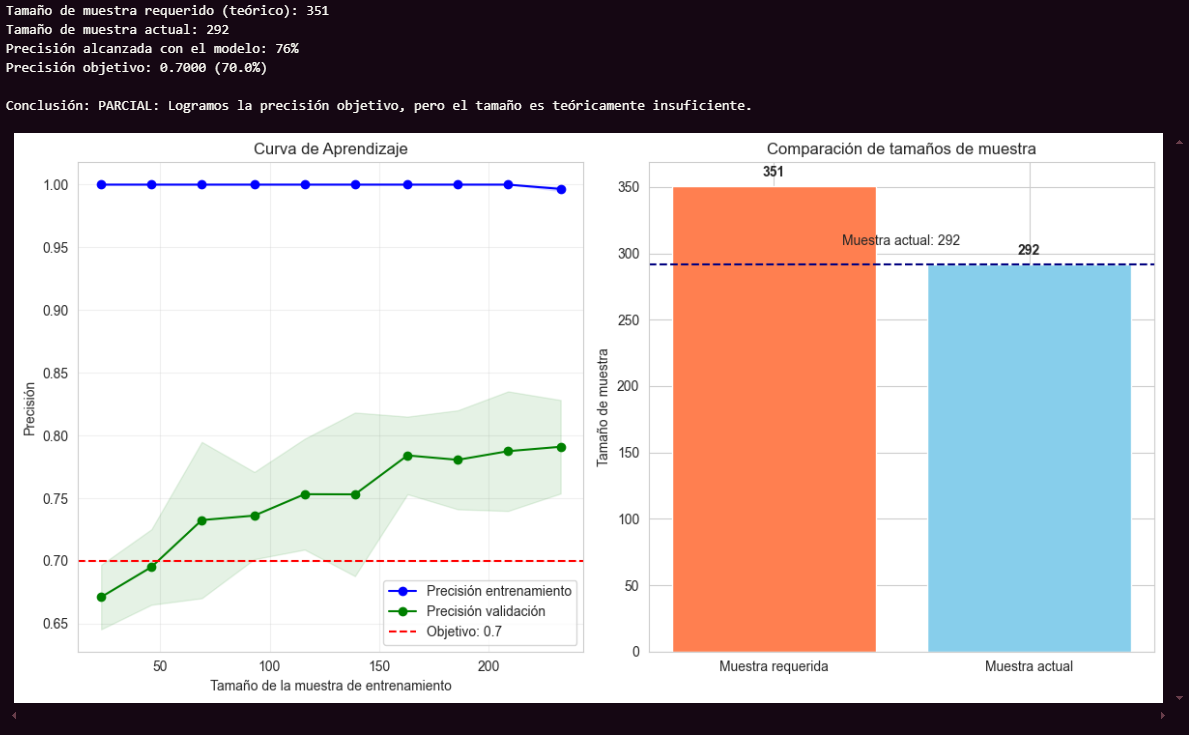 Tamaño de muestra requerido (teórico): 351
Tamaño de muestra actual: 292
Precisión alcanzada con el modelo: 76%
Precisión objetivo: 0.7000 (70.0%)
Conclusión: PARCIAL: Logramos la precisión objetivo, pero el tamaño es teóricamente insuficiente.
Curva de Aprendizaje
1.00
0.95
0.90
0.85
0.80
0.75
0.70
0.65
Precisión
50
100
150
200
Tamaño de la muestra de entrenamiento
Precisión entrenamiento
Precisión validación
Objetivo: 0.7
Comparación de tamaños de muestra
351
Muestra actual: 292
292
350
300
250
200
150
100
50
0
Tamaño de muestra
Muestra requerida
Muestra actual